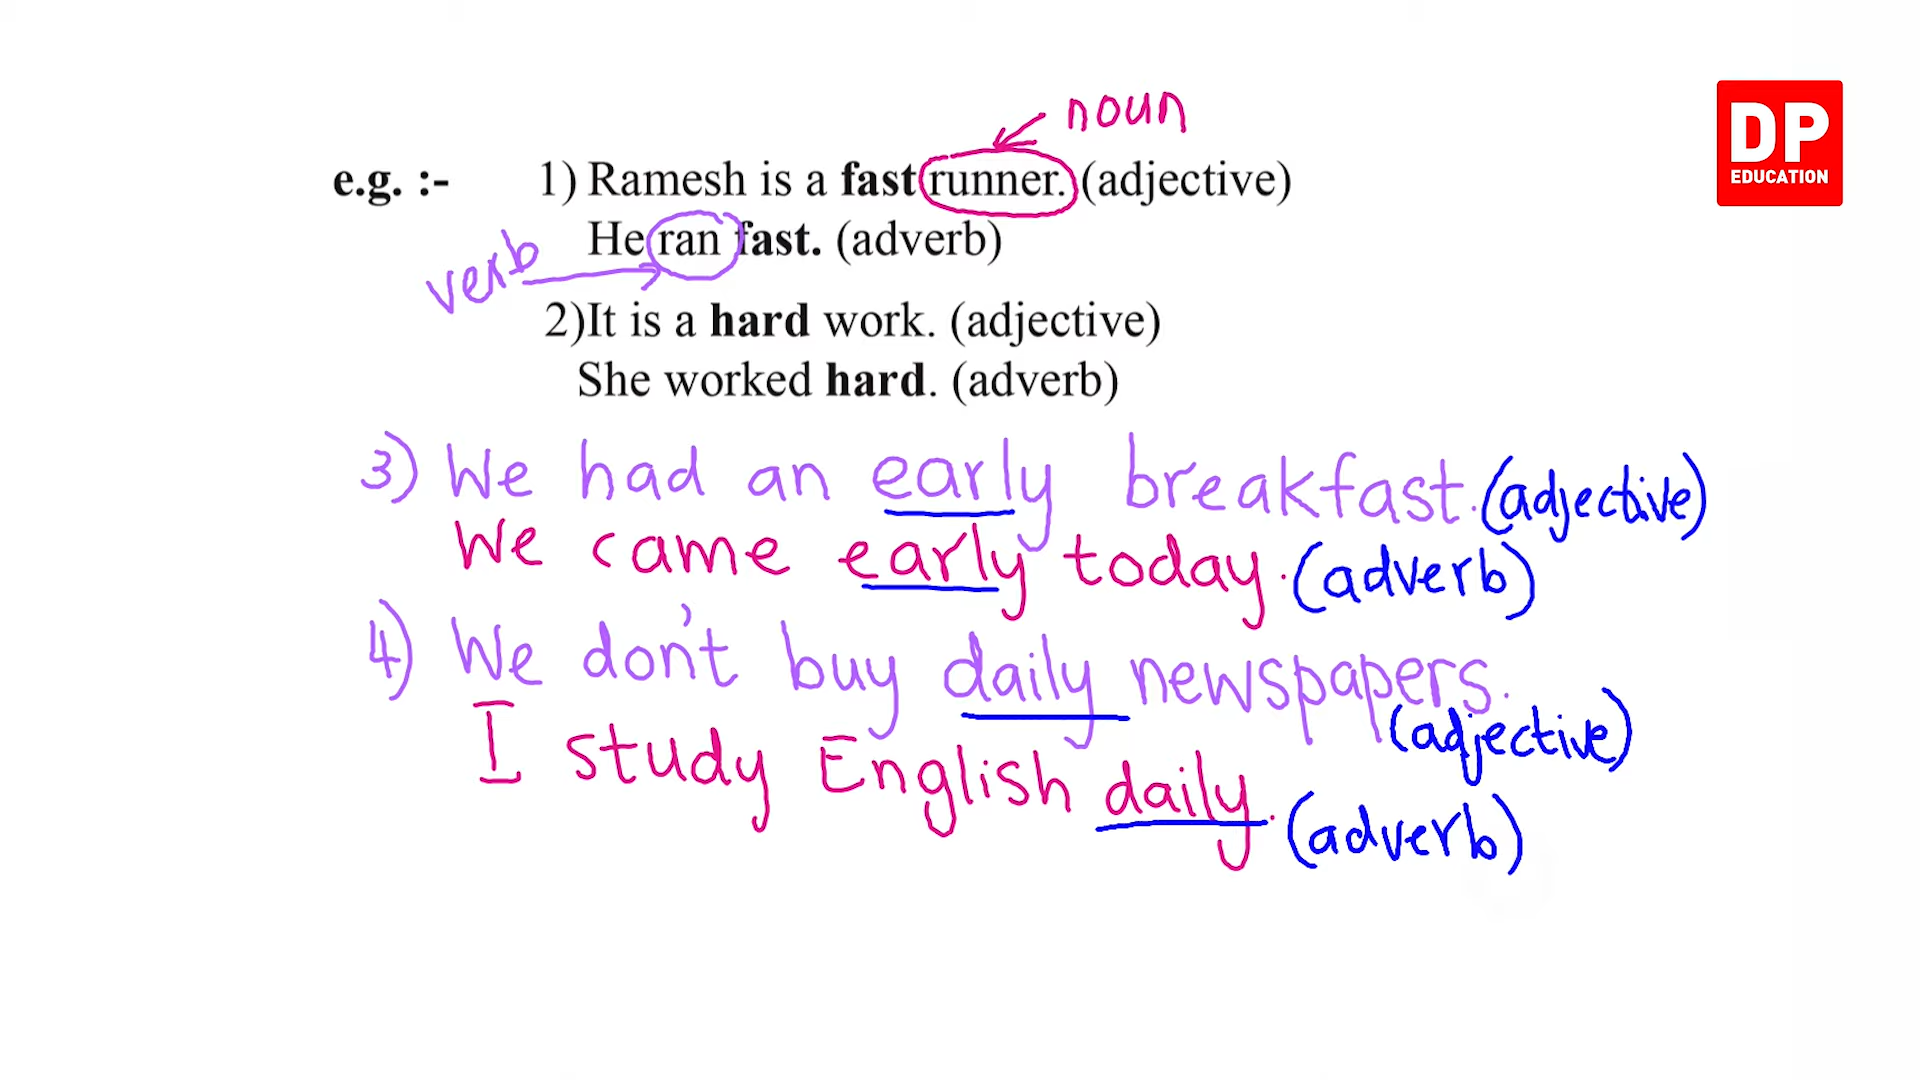 noun
DP
EDUCATION
e.g. :- 1) Ramesh is a fast runner. (adjective)
He ran fast. (adverb)
verb
2)It is a hard work. (adjective)
She worked hard. (adverb)
3) We had an early breakfast. (adjective)
We came early today. (adverb)
4) We don't buy daily newspapers.
(adjective)
I study English daily. (adverb)